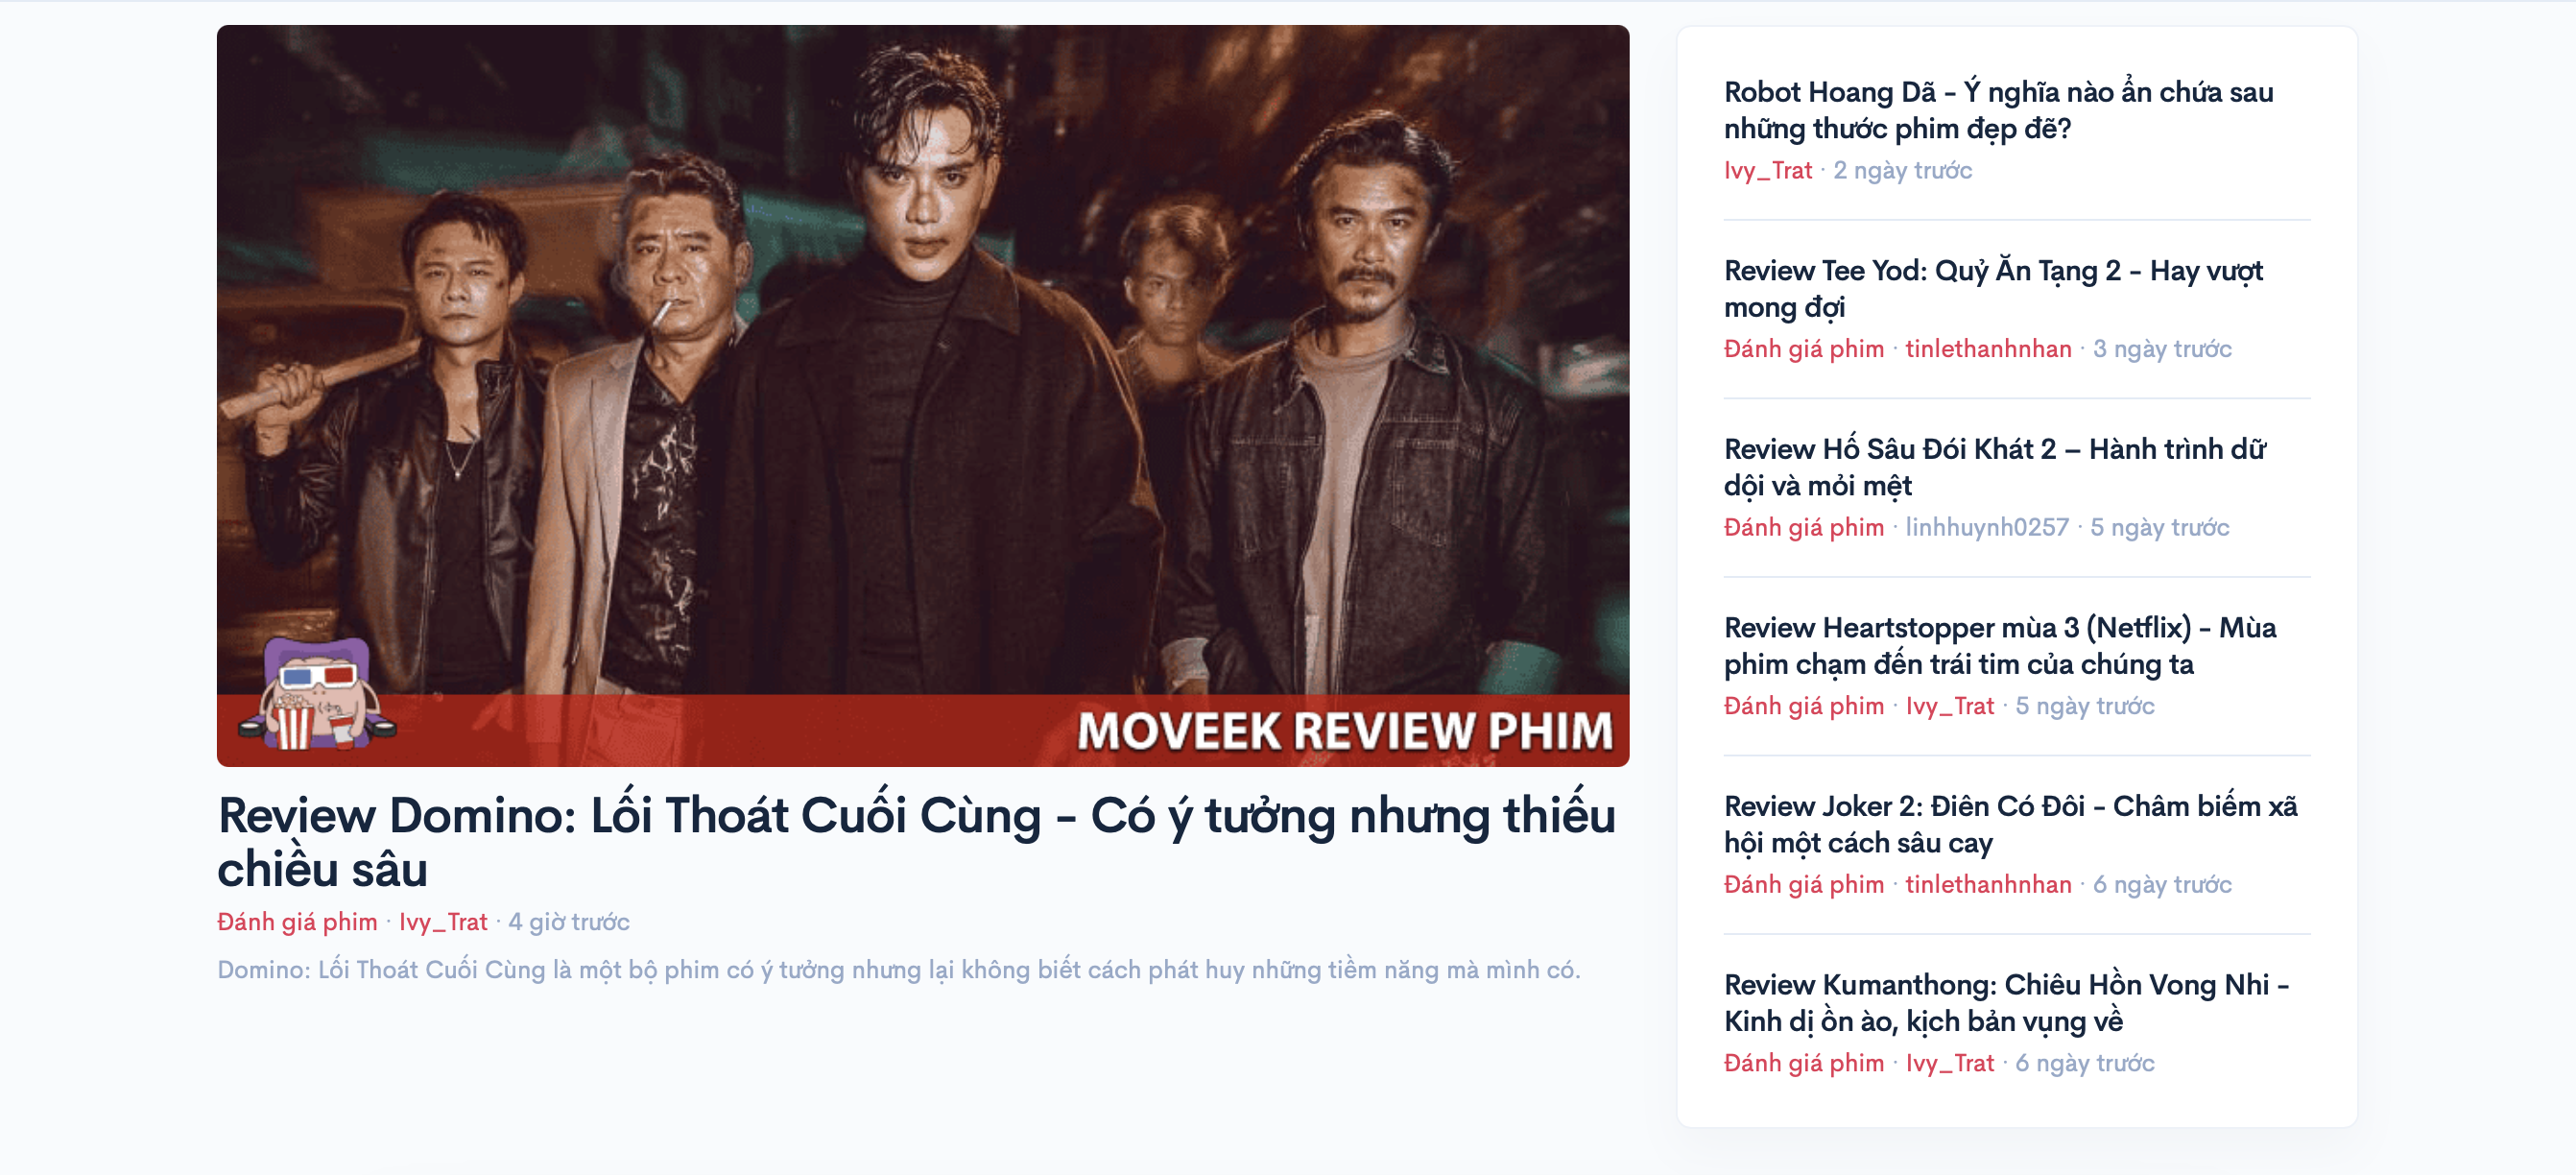 MOVEEK REVIEW PHIM
Review Domino: Lối Thoát Cuối Cùng - Có ý tưởng nhưng thiếu
chiều sâu
Đánh giá phim · Ivy_Trat · 4 giờ trước
Domino: Lối Thoát Cuối Cùng là một bộ phim có ý tưởng nhưng lại không biết cách phát huy những tiềm năng mà mình có.
Robot Hoang Dã - Ý nghĩa nào ẩn chứa sau
những thước phim đẹp đẽ?
Ivy_Trat · 2 ngày trước
Review Tee Yod: Quỷ Ăn Tạng 2 - Hay vượt
mong đợi
Đánh giá phim · tinlethanhnhan · 3 ngày trước
Review Hố Sâu Đói Khát 2 – Hành trình dữ
dội và mỏi mệt
Đánh giá phim · linhhuynh0257 · 5 ngày trước
Review Heartstopper mùa 3 (Netflix) - Mùa
phim chạm đến trái tim của chúng ta
Đánh giá phim · Ivy_Trat · 5 ngày trước
Review Joker 2: Điên Có Đôi - Châm biếm xã
hội một cách sâu cay
Đánh giá phim · tinlethanhnhan · 6 ngày trước
Review Kumanthong: Chiêu Hồn Vong Nhi -
Kinh dị ồn ào, kịch bản vụng về
Đánh giá phim · Ivy_Trat · 6 ngày trước